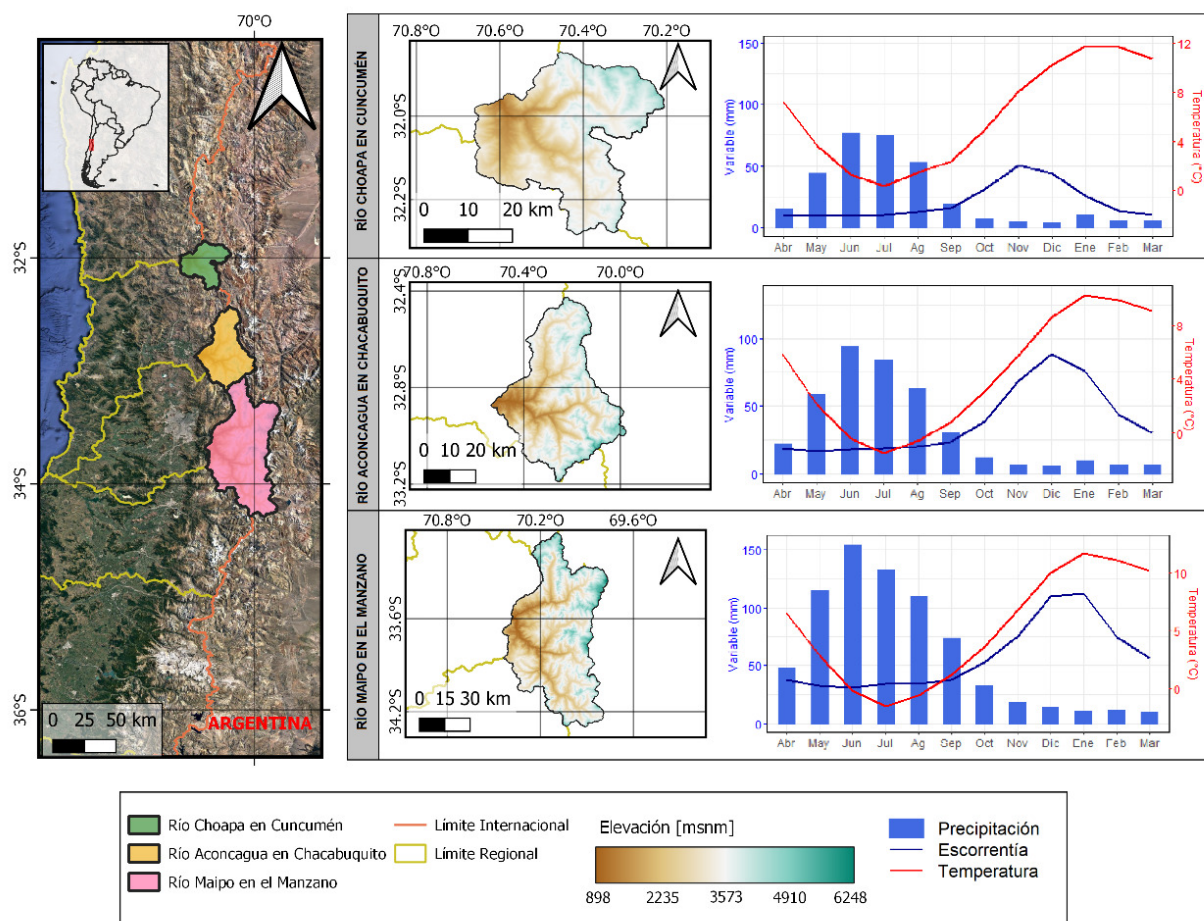 70°O
32°S
34°S
36°S
0 25 50 km
ARGENTINA
RÍO CHOAPA EN CUNCUMÉN
70.8°O 70.6°O 70.4°O 70.2°O
32.0°S
32.2°S
0 10 20 km
Variable (mm)
150
100
50
0
Temperatura (°C)
12
8
4
0
Abr May Jun Jul Ag Sep Oct Nov Dic Ene Feb Mar
RÍO ACONCAGUA EN CHACABUQUITO
70.8°O 70.4°O 70.0°O
32.4°S
32.8°S
33.2°S
0 10 20 km
Variable (mm)
100
50
0
Temperatura (°C)
8
4
0
Abr May Jun Jul Ag Sep Oct Nov Dic Ene Feb Mar
RÍO MAIPO EN EL MANZANO
70.8°O 70.2°O 69.6°O
33.6°S
34.2°S
0 15 30 km
Variable (mm)
150
100
50
0
Temperatura (°C)
10
5
0
Abr May Jun Jul Ag Sep Oct Nov Dic Ene Feb Mar
Río Choapa en Cuncumén
Río Aconcagua en Chacabuquito
Río Maipo en el Manzano
Límite Internacional
Límite Regional
Elevación [msnm]
898 2235 3573 4910 6248
Precipitación
Escorrentía
Temperatura